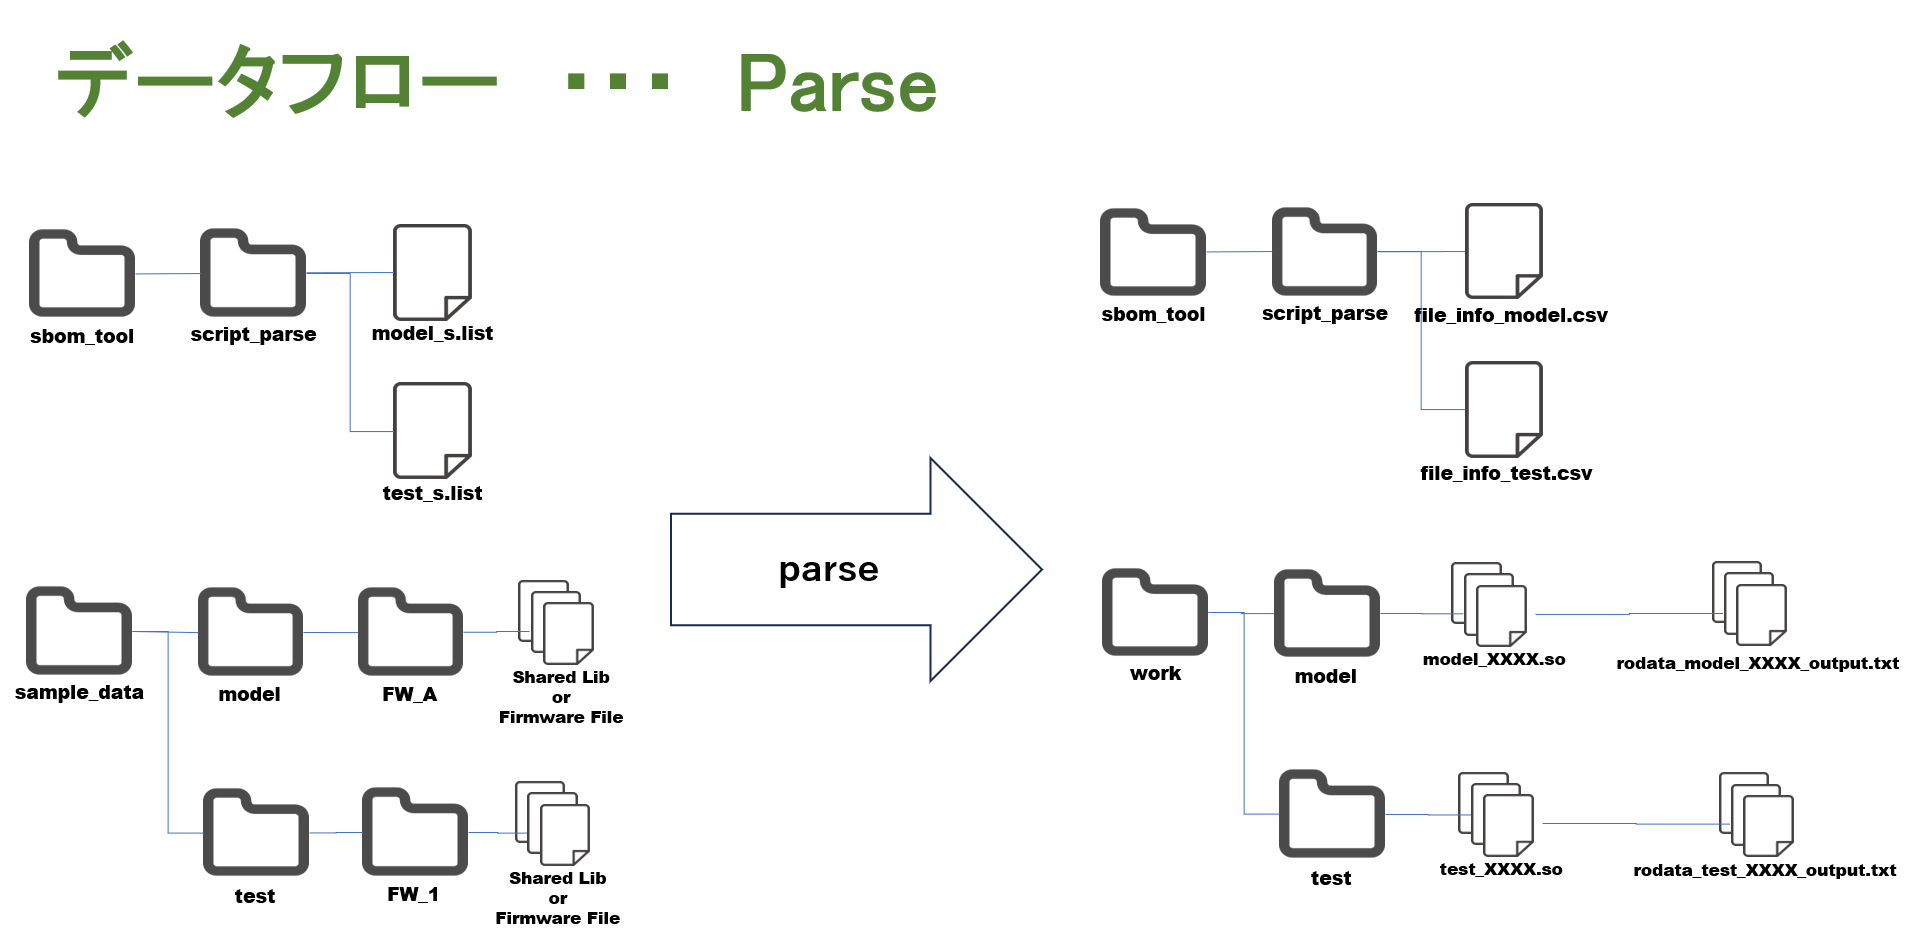 データフロー ・・・ Parse
sbom_tool
script_parse
model_s.list
test_s.list
sample_data
model
FW_A
Shared Lib
or
Firmware File
test
FW_1
Shared Lib
or
Firmware File
parse
sbom_tool
script_parse
file_info_model.csv
file_info_test.csv
work
model
model_XXXX.so
rodata_model_XXXX_output.txt
test
test_XXXX.so
rodata_test_XXXX_output.txt